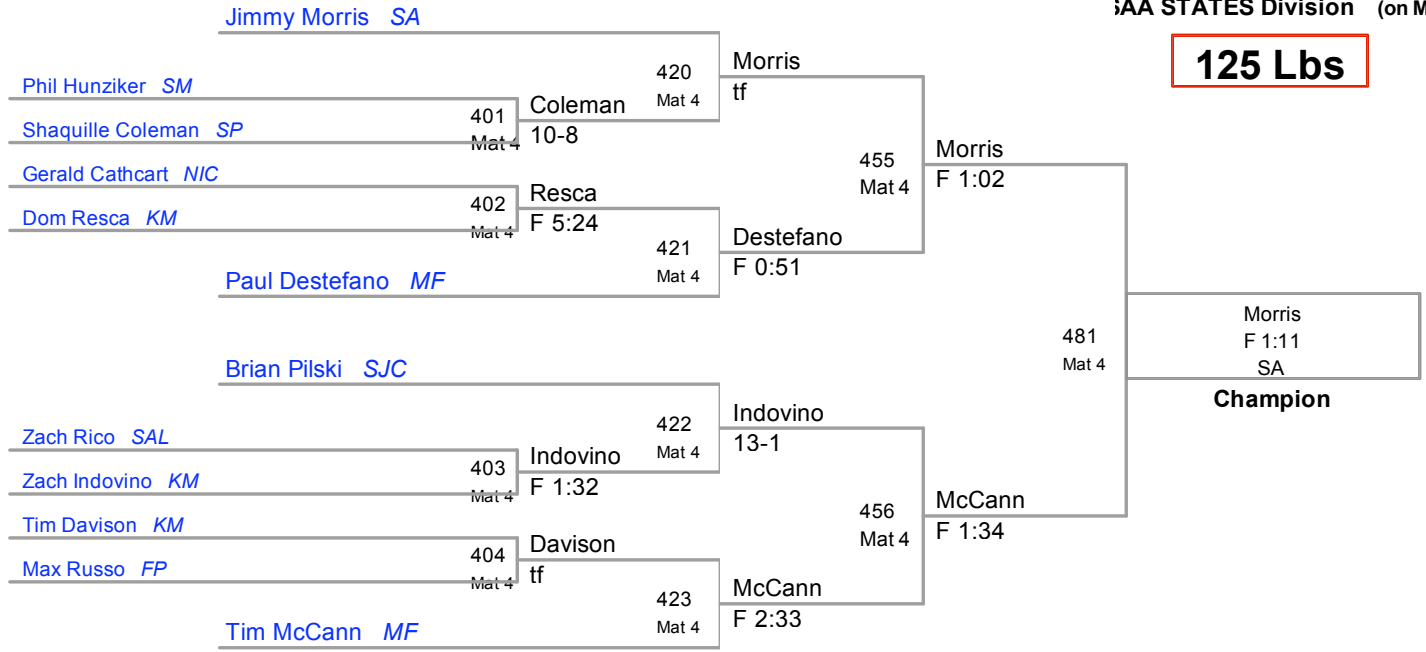 Jimmy Morris SA
AA STATES Division (on M
125 Lbs
Morris
420
tf
Mat 4
Phil Hunziker SM
Coleman
401
10-8
Mat 4
Shaquille Coleman SP
Morris
455
F 1:02
Mat 4
Gerald Cathcart NIC
Resca
402
F 5:24
Mat 4
Dom Resca KM
Destefano
421
F 0:51
Mat 4
Paul Destefano MF
Morris
F 1:11
SA
481
Mat 4
Champion
Brian Pilski SJC
Indovino
422
13-1
Mat 4
Zach Rico SAL
Indovino
403
F 1:32
Mat 4
Zach Indovino KM
McCann
456
F 1:34
Mat 4
Tim Davison KM
Davison
404
tf
Mat 4
Max Russo FP
McCann
423
F 2:33
Mat 4
Tim McCann MF